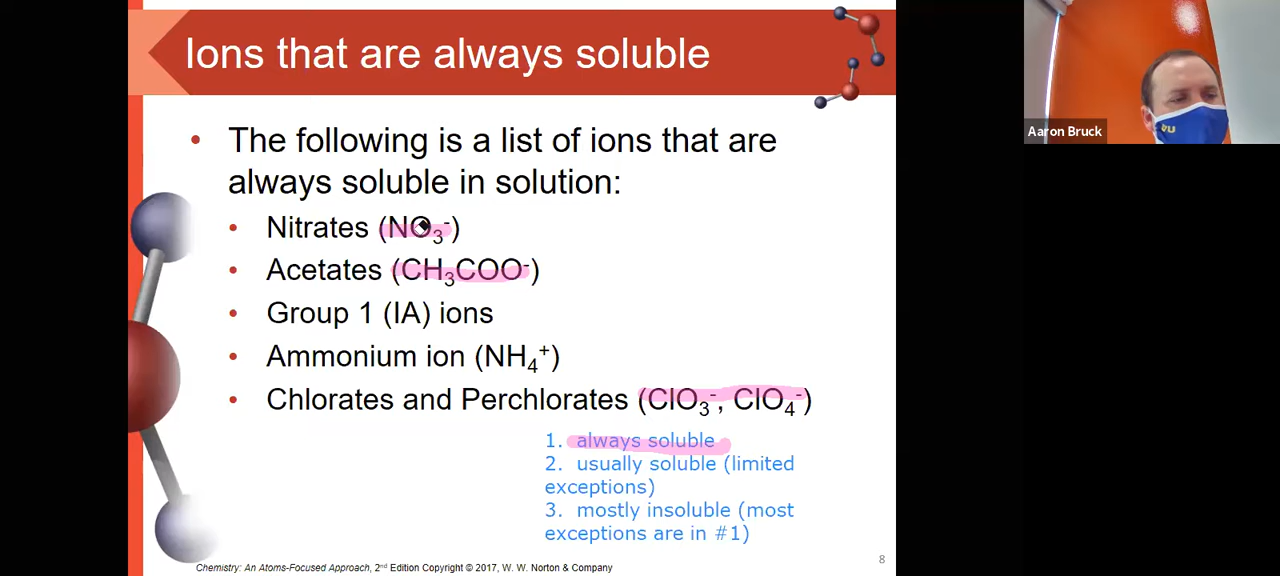 Ions that are always soluble
• The following is a list of ions that are
always soluble in solution:
• Nitrates (NO₃⁻)
• Acetates (CH₃COO⁻)
• Group 1 (IA) ions
• Ammonium ion (NH₄⁺)
• Chlorates and Perchlorates (ClO₃⁻, ClO₄⁻)
1. always soluble
2. usually soluble (limited
exceptions)
3. mostly insoluble (most
exceptions are in #1)
Chemistry: An Atoms-Focused Approach, 2nd Edition Copyright © 2017, W. W. Norton & Company
8
Aaron Bruck